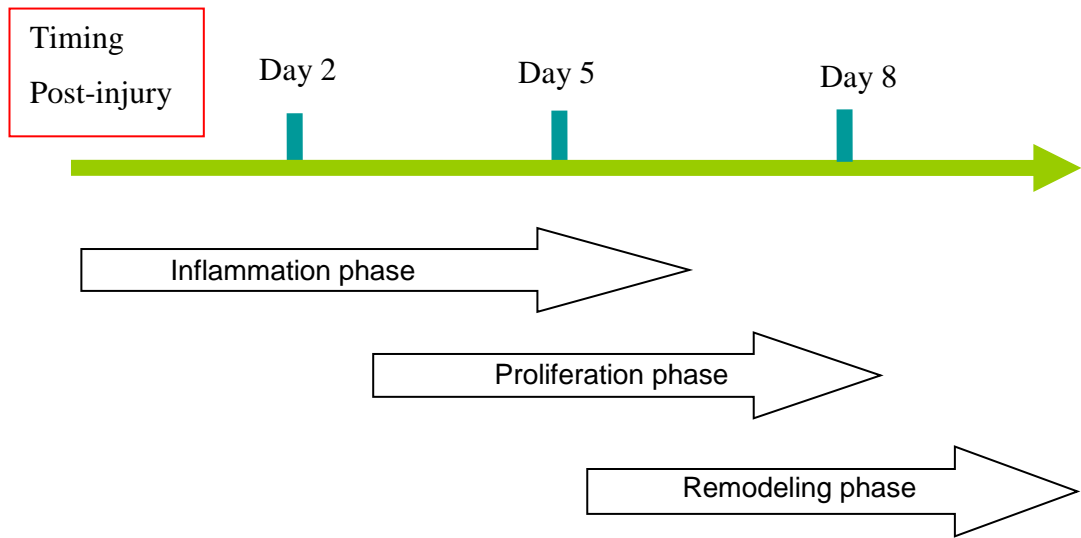 Timing
Post-injury
Day 2
Day 5
Day 8
Inflammation phase
Proliferation phase
Remodeling phase